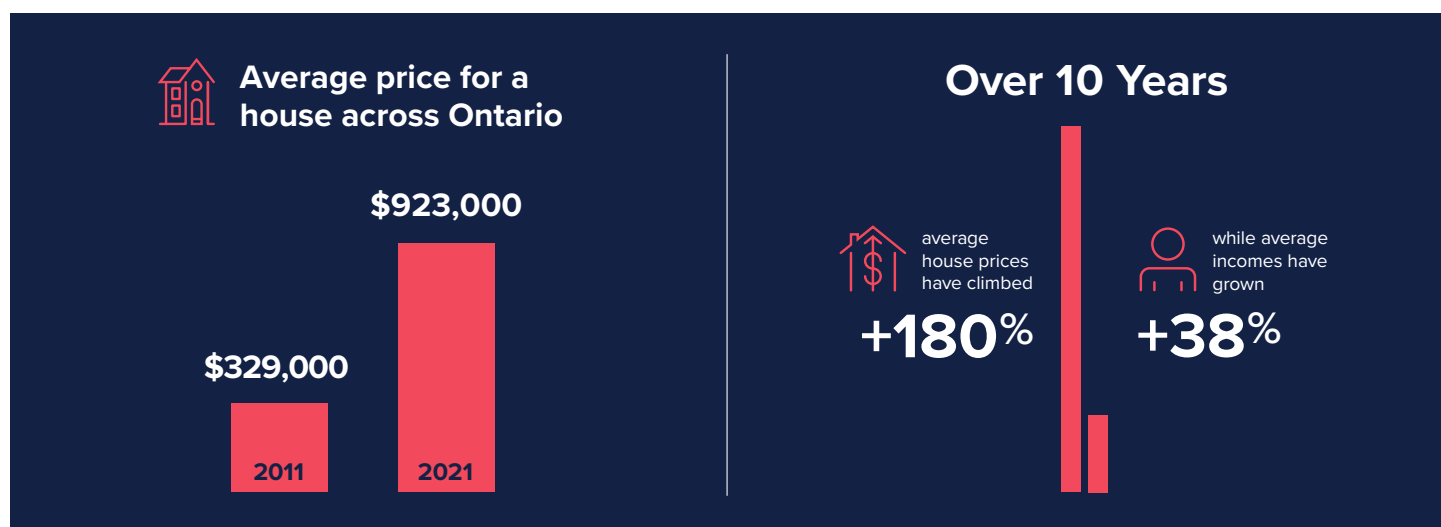 Average price for a
house across Ontario
$923,000
$329,000
2011
2021
Over 10 Years
average
house prices
have climbed
+180%
while average
incomes have
grown
+38%